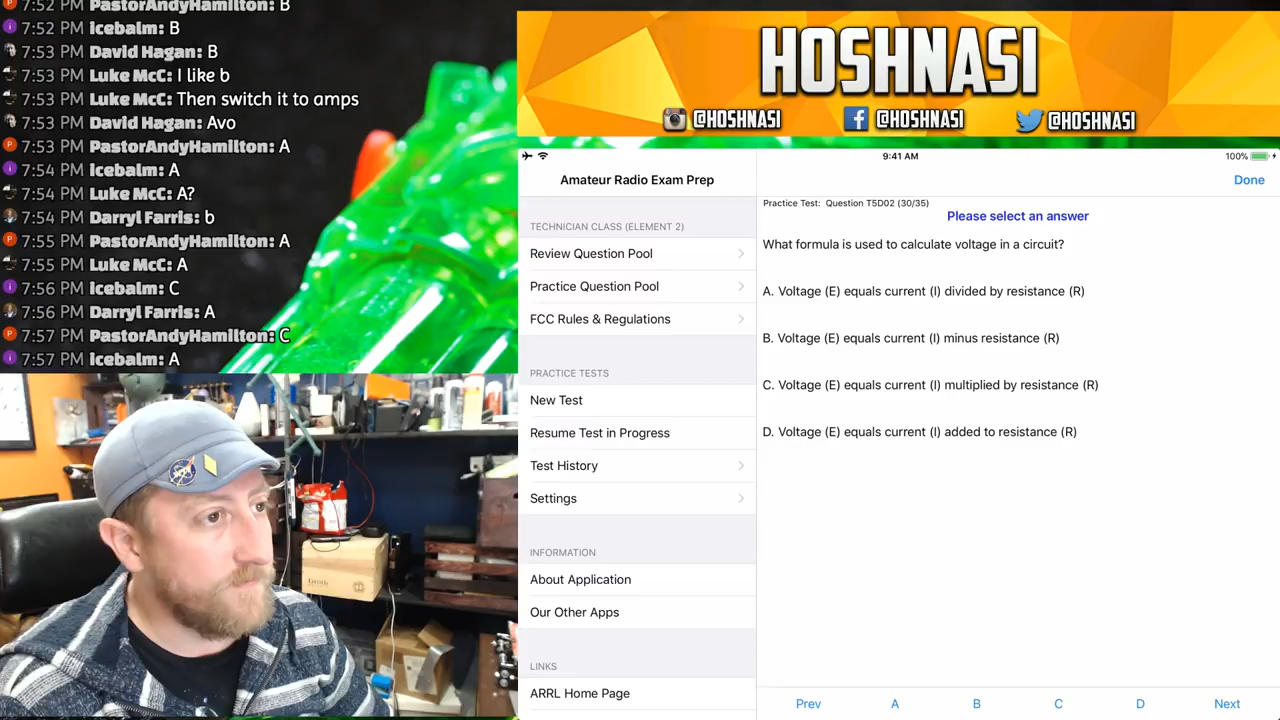 7:52 PM PastorAndyHamilton: B
7:52 PM icebalm: B
7:53 PM David Hagan: B
7:53 PM Luke McC: I like b
7:53 PM Luke McC: Then switch it to amps
7:53 PM David Hagan: Avo
7:53 PM PastorAndyHamilton: A
7:54 PM icebalm: A
7:54 PM Luke McC: A?
7:54 PM Darryl Farris: b
7:55 PM PastorAndyHamilton: A
7:55 PM Luke McC: A
7:56 PM icebalm: C
7:56 PM Darryl Farris: A
7:57 PM PastorAndyHamilton: C
7:57 PM icebalm: A
HOSHNASI
@HOSHNASI @HOSHNASI @HOSHNASI
9:41 AM
100%
Amateur Radio Exam Prep
TECHNICIAN CLASS (ELEMENT 2)
Review Question Pool
Practice Question Pool
FCC Rules & Regulations
PRACTICE TESTS
New Test
Resume Test in Progress
Test History
Settings
INFORMATION
About Application
Our Other Apps
LINKS
ARRL Home Page
Done
Practice Test: Question T5D02 (30/35)
Please select an answer
What formula is used to calculate voltage in a circuit?
A. Voltage (E) equals current (I) divided by resistance (R)
B. Voltage (E) equals current (I) minus resistance (R)
C. Voltage (E) equals current (I) multiplied by resistance (R)
D. Voltage (E) equals current (I) added to resistance (R)
Prev A B C D Next